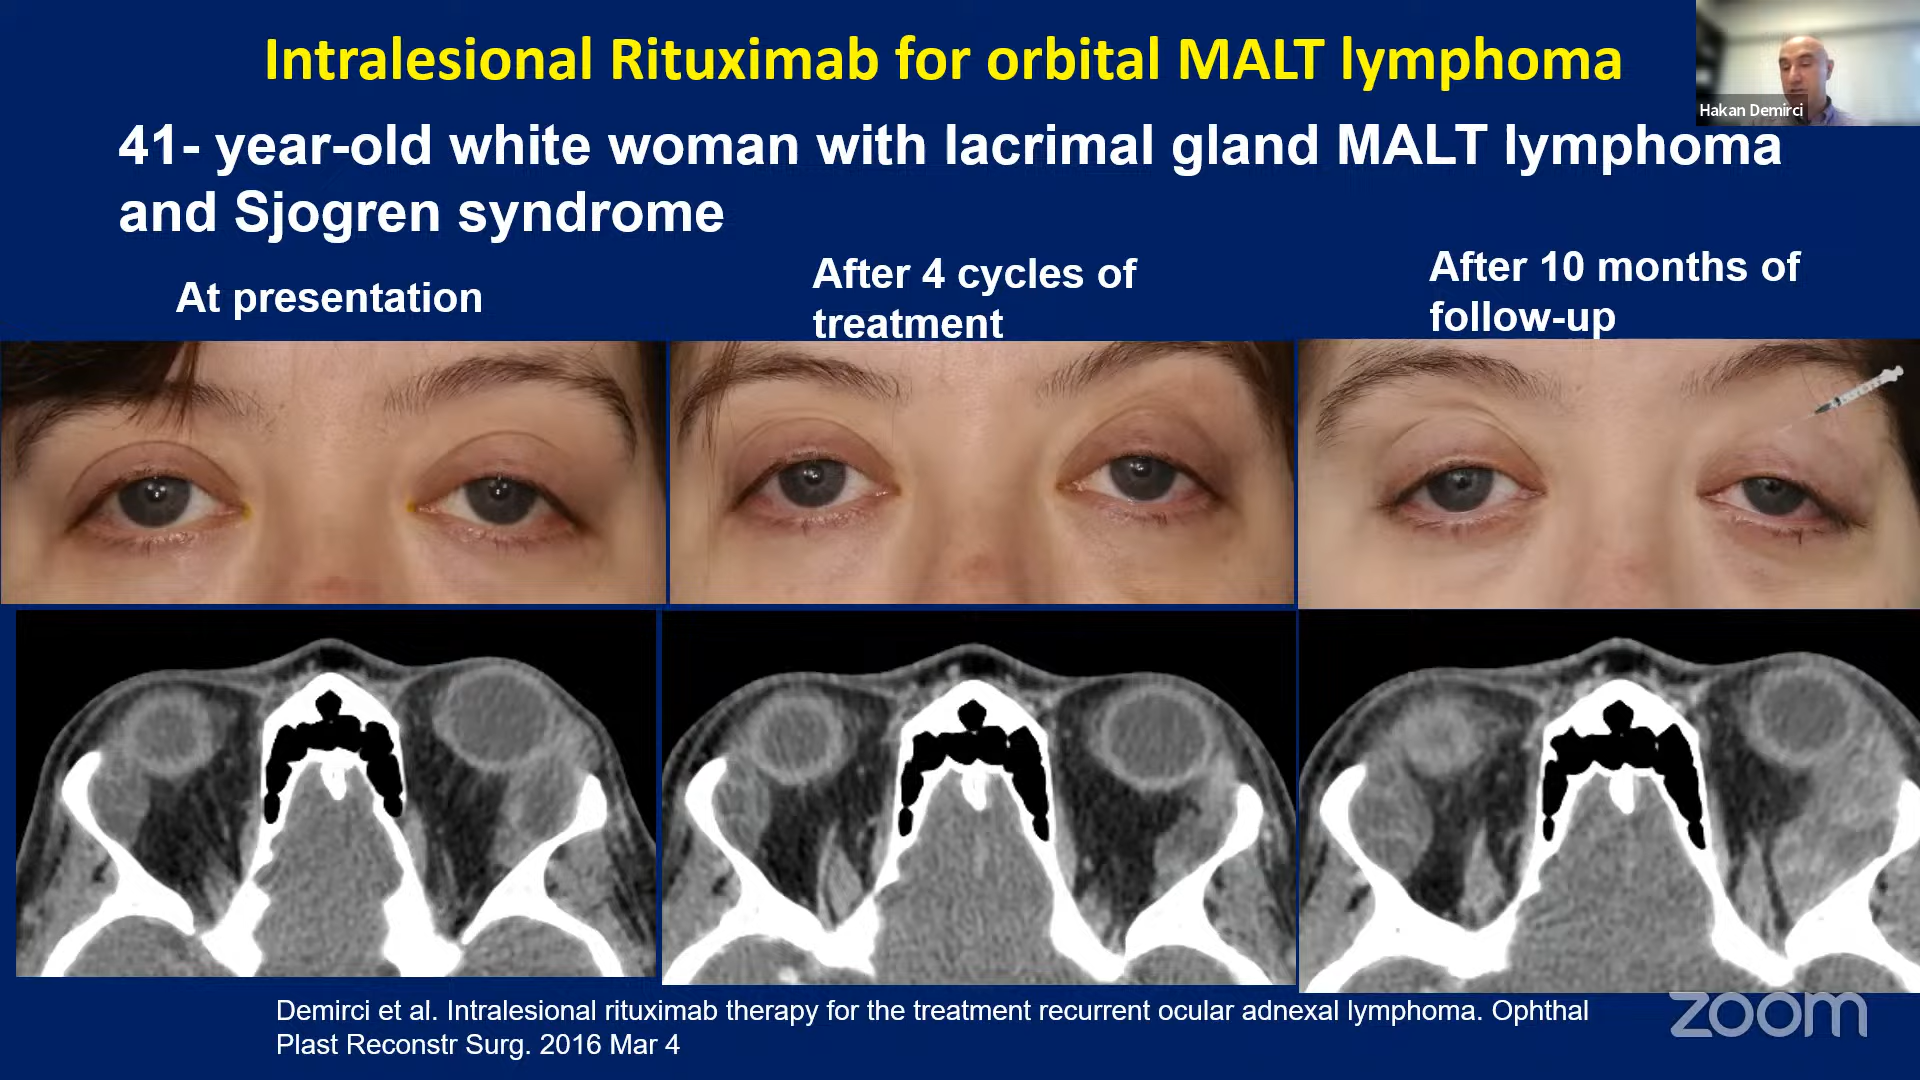 Intralesional Rituximab for orbital MALT lymphoma
Hakan Demirci
41- year-old white woman with lacrimal gland MALT lymphoma
and Sjogren syndrome
At presentation
After 4 cycles of
treatment
After 10 months of
follow-up
Demirci et al. Intralesional rituximab therapy for the treatment recurrent ocular adnexal lymphoma. Ophthal
Plast Reconstr Surg. 2016 Mar 4
zoom